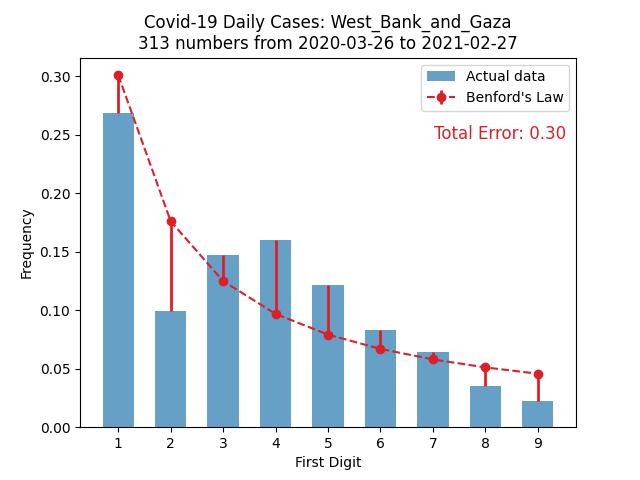 Covid-19 Daily Cases: West_Bank_and_Gaza
313 numbers from 2020-03-26 to 2021-02-27
Actual data
Benford's Law
Total Error: 0.30
Frequency
0.30
0.25
0.20
0.15
0.10
0.05
0.00
1 2 3 4 5 6 7 8 9
First Digit